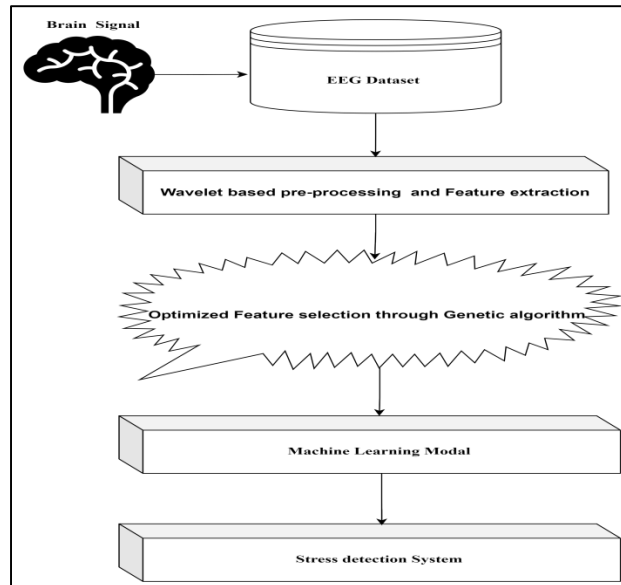 Brain Signal
EEG Dataset
Wavelet based pre-processing and Feature extraction
Optimized Feature selection through Genetic algorithm
Machine Learning Modal
Stress detection System